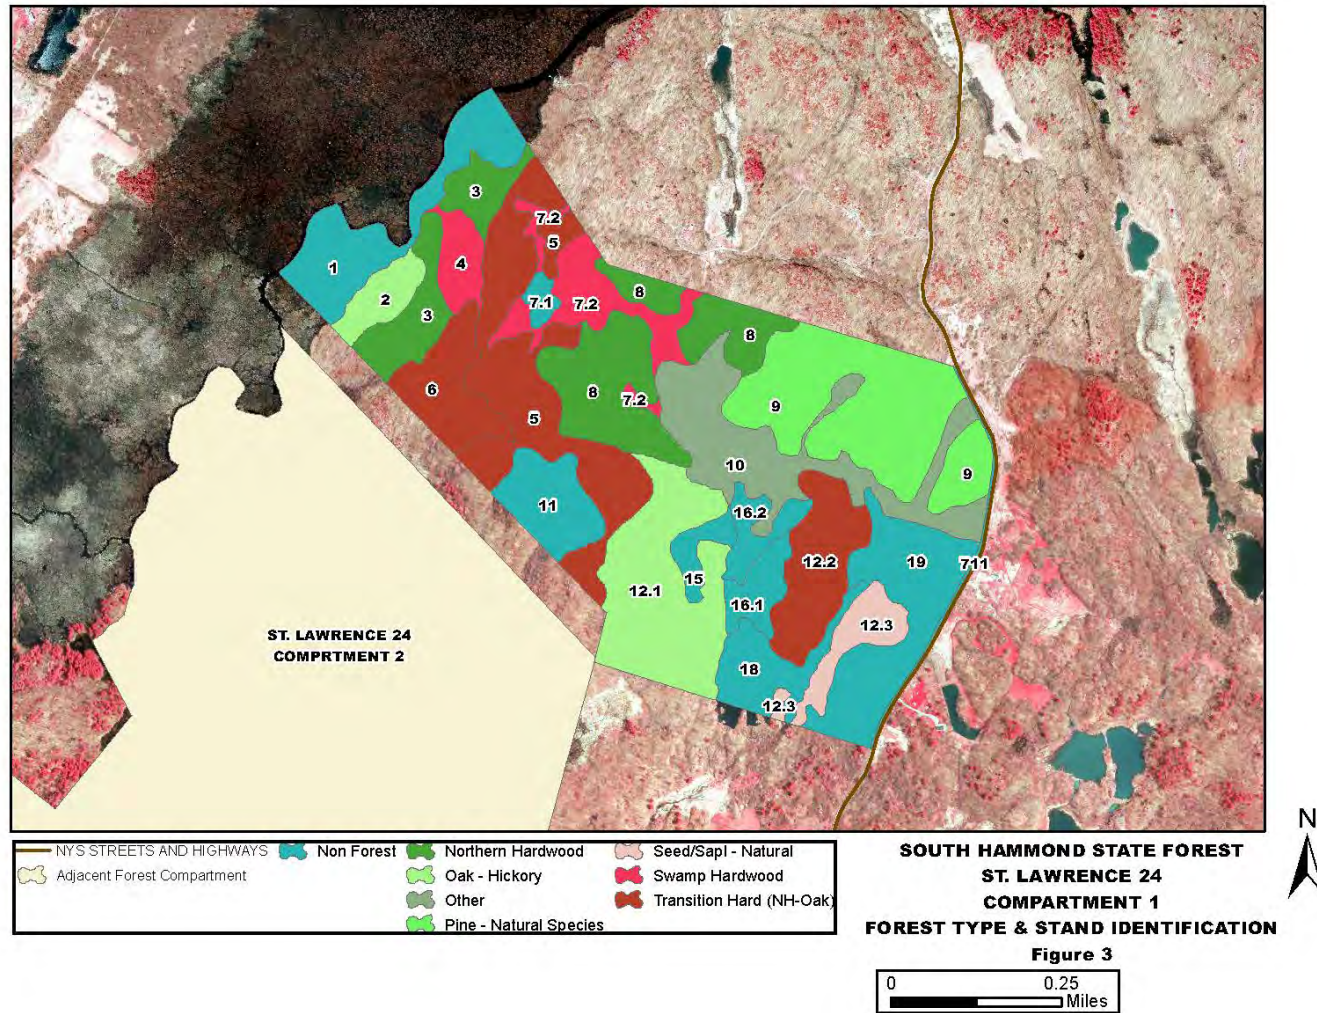 3
7.2
5
4
1
2
7.1
7.2
8
3
8
6
8
7.2
9
5
10
9
11
16.2
12.2
19
711
15
12.1
16.1
12.3
ST. LAWRENCE 24
COMPRTMENT 2
18
12.3
N
NYS STREETS AND HIGHWAYS
Adjacent Forest Compartment
Non Forest
Northern Hardwood
Oak - Hickory
Other
Pine - Natural Species
Seed/Sapl - Natural
Swamp Hardwood
Transition Hard (NH-Oak)
SOUTH HAMMOND STATE FOREST
ST. LAWRENCE 24
COMPARTMENT 1
FOREST TYPE & STAND IDENTIFICATION
Figure 3
0 0.25
Miles